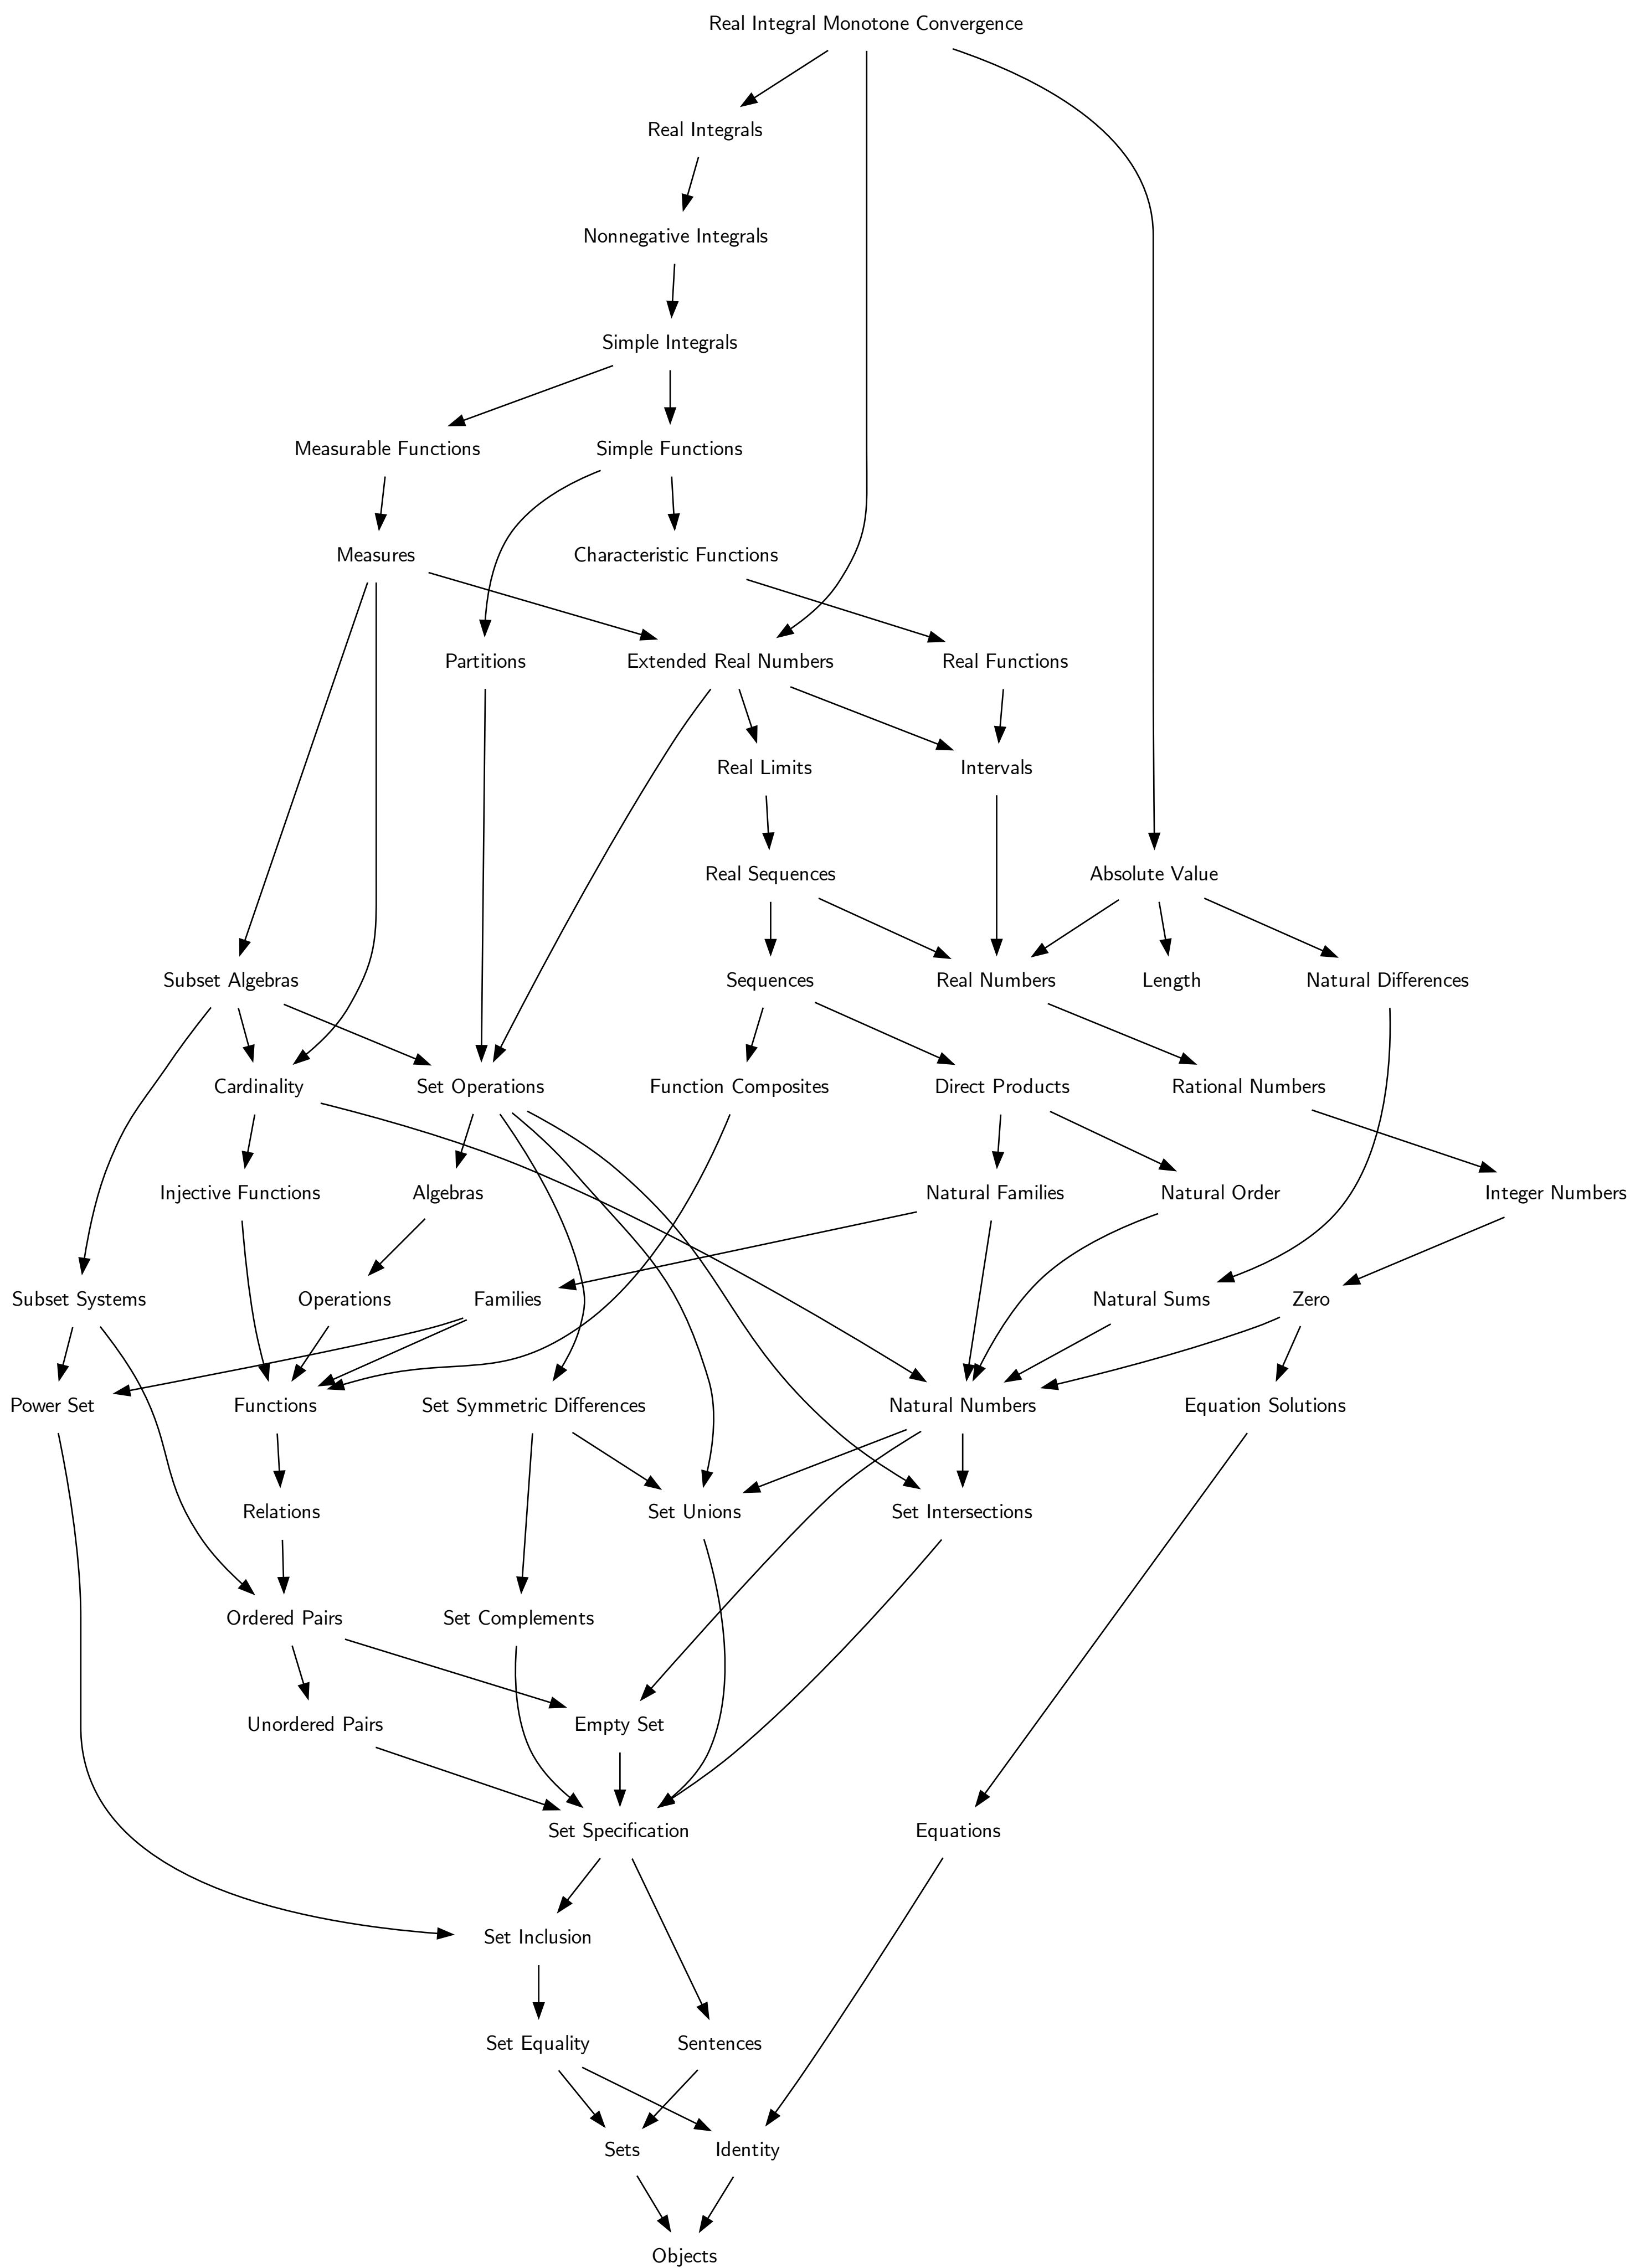 Real Integral Monotone Convergence
Real Integrals
Nonnegative Integrals
Simple Integrals
Measurable Functions
Simple Functions
Measures
Characteristic Functions
Partitions
Extended Real Numbers
Real Functions
Real Limits
Intervals
Real Sequences
Absolute Value
Subset Algebras
Sequences
Real Numbers
Length
Natural Differences
Cardinality
Set Operations
Function Composites
Direct Products
Rational Numbers
Injective Functions
Algebras
Natural Families
Natural Order
Integer Numbers
Subset Systems
Operations
Families
Natural Sums
Zero
Power Set
Functions
Set Symmetric Differences
Natural Numbers
Equation Solutions
Relations
Set Unions
Set Intersections
Ordered Pairs
Set Complements
Unordered Pairs
Empty Set
Set Specification
Equations
Set Inclusion
Set Equality
Sentences
Sets
Identity
Objects